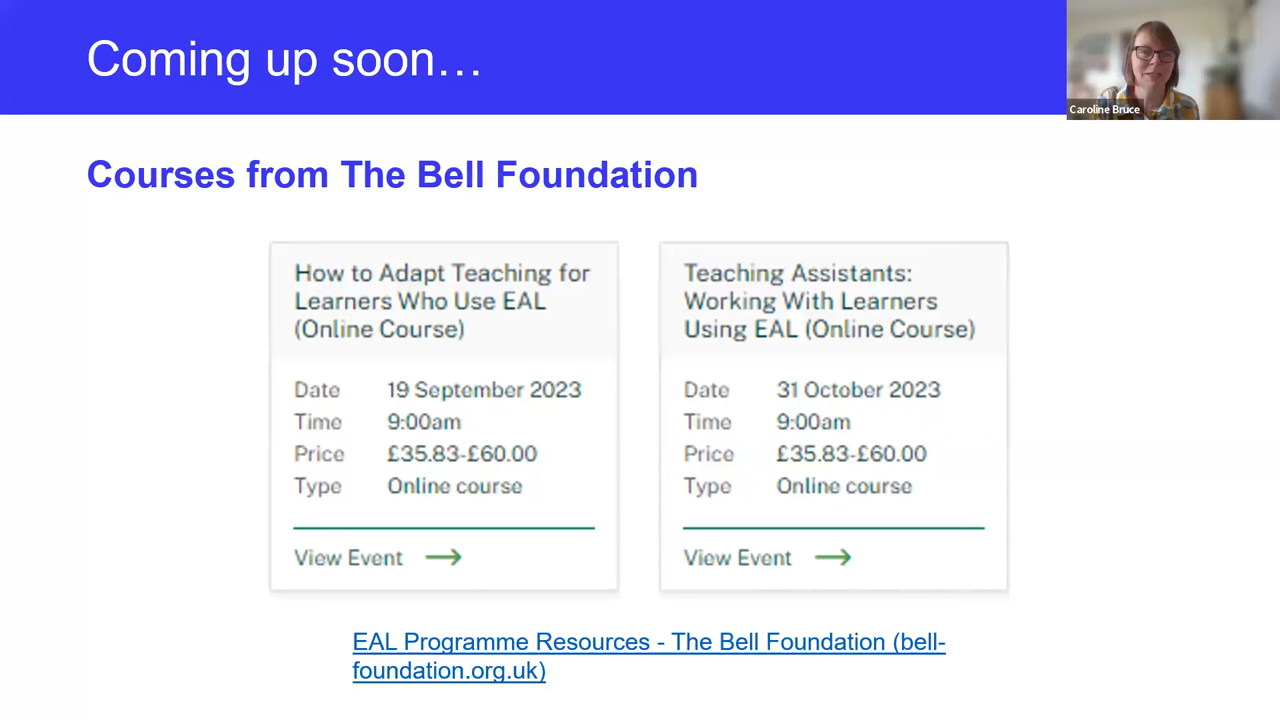 Coming up soon…
Caroline Bruce
Courses from The Bell Foundation
How to Adapt Teaching for
Learners Who Use EAL
(Online Course)
Date 19 September 2023
Time 9:00am
Price £35.83-£60.00
Type Online course
View Event →
Teaching Assistants:
Working With Learners
Using EAL (Online Course)
Date 31 October 2023
Time 9:00am
Price £35.83-£60.00
Type Online course
View Event →
EAL Programme Resources - The Bell Foundation (bell-
foundation.org.uk)